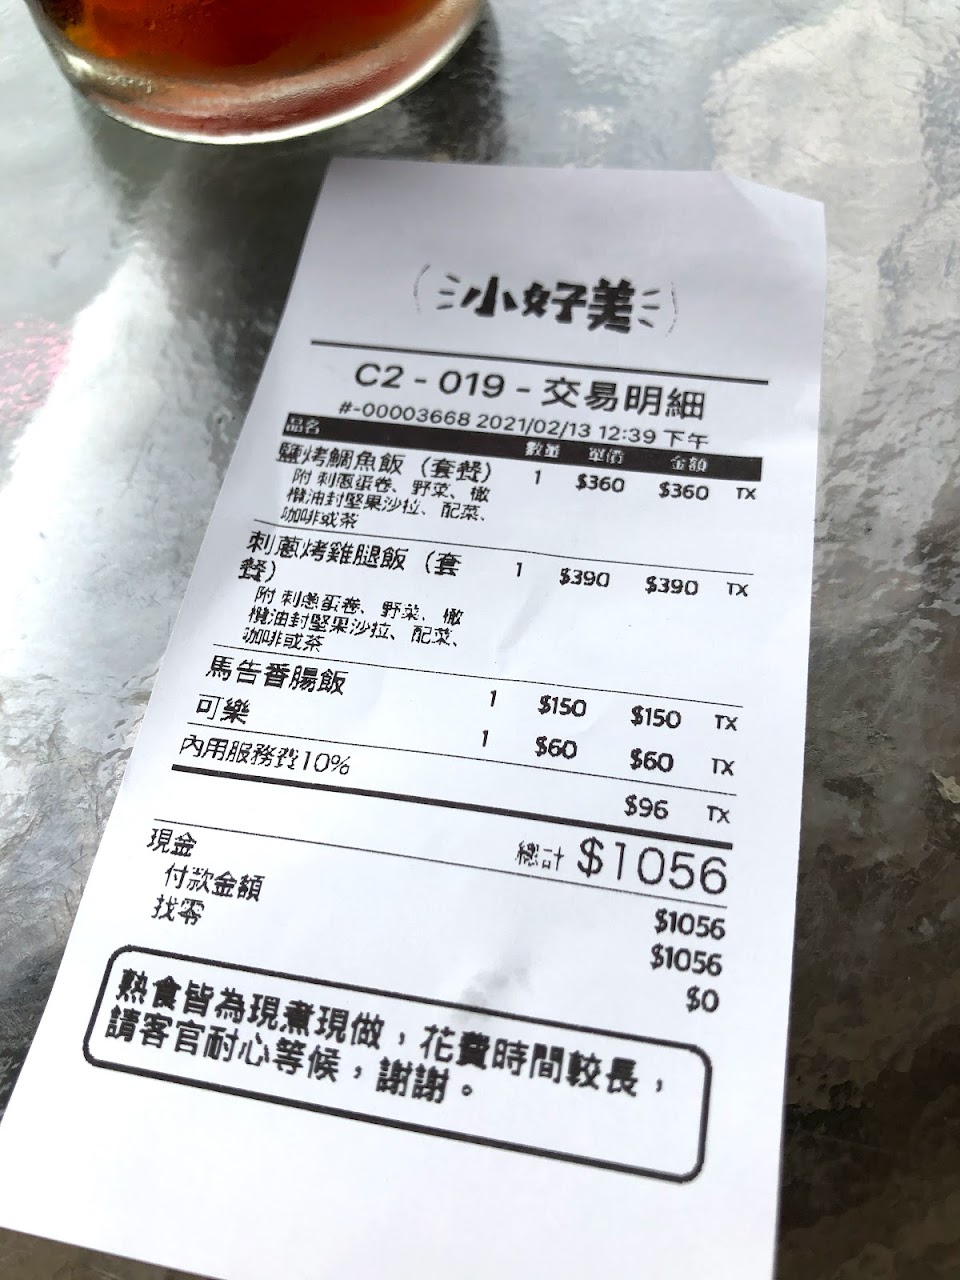 小好美
C2 - 019 - 交易明細
#-00003668 2021/02/13 12:39 下午
品名 數量 單價 金額
鹽烤鯛魚飯（套餐） 1 $360 $360 TX
附 刺蔥蛋卷、野菜、橄
欖油封堅果沙拉、配菜、
咖啡或茶
刺蔥烤雞腿飯（套 1 $390 $390 TX
餐）
附 刺蔥蛋卷、野菜、橄
欖油封堅果沙拉、配菜、
咖啡或茶
馬告香腸飯 1 $150 $150 TX
可樂 1 $60 $60 TX
內用服務費10% $96 TX
總計 $1056
現金 $1056
付款金額 $1056
找零 $0
熟食皆為現煮現做，花費時間較長，
請客官耐心等候，謝謝。